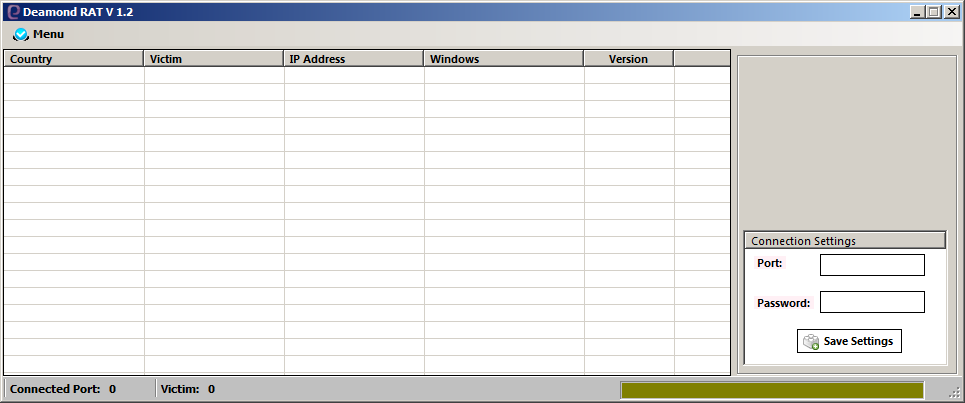 Deamond RAT V 1.2
Menu
Country Victim IP Address Windows Version
Connection Settings
Port:
Password:
Save Settings
Connected Port: 0 Victim: 0